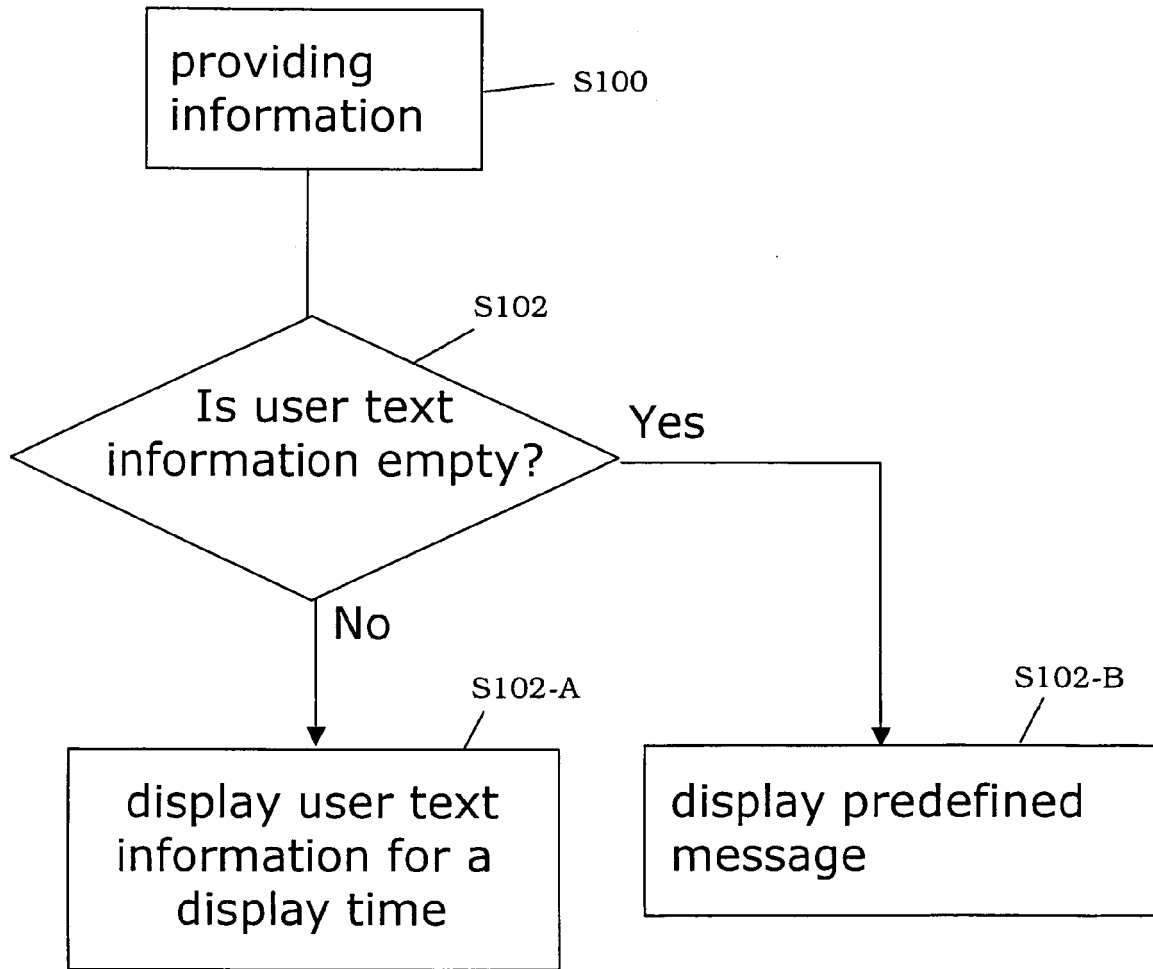 providing
information
S100
S102
Is user text
information empty?
Yes
No
S102-A
S102-B
display user text
information for a
display time
display predefined
message